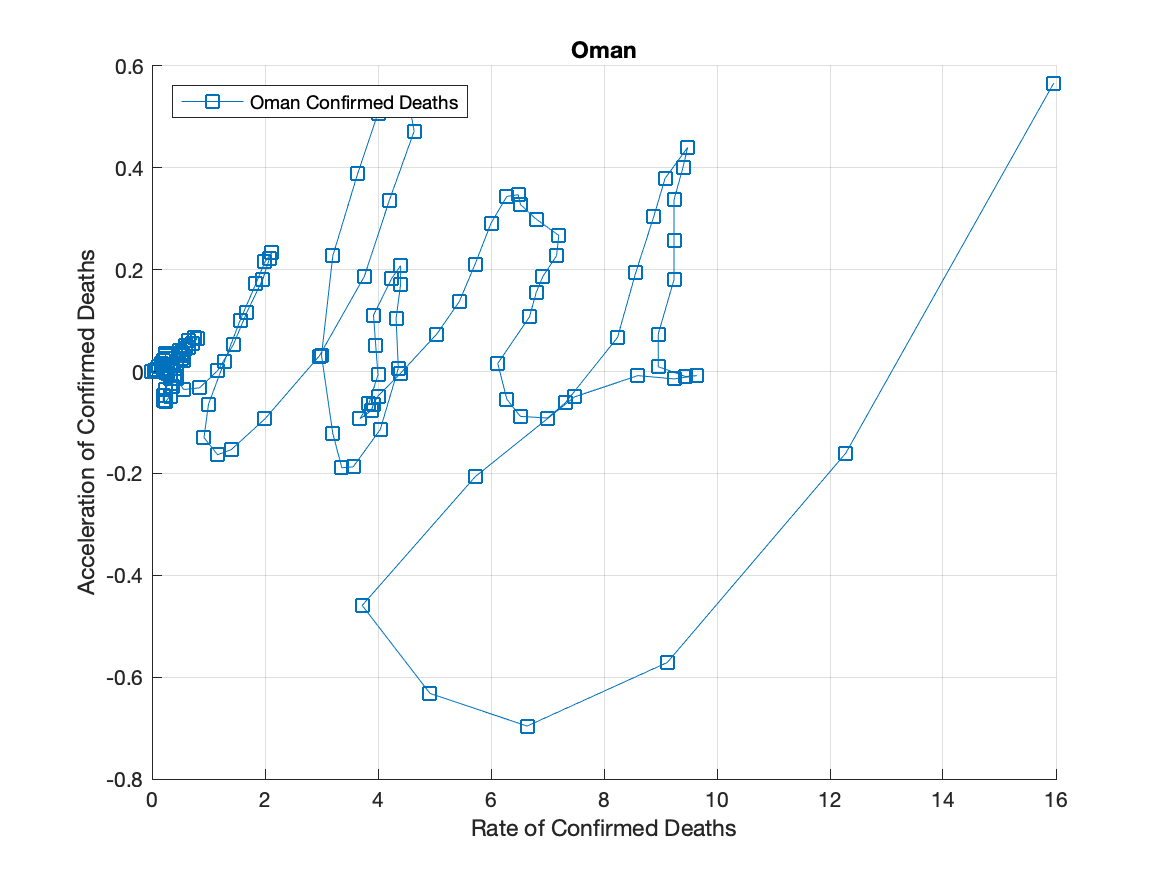 Oman
Oman Confirmed Deaths
Acceleration of Confirmed Deaths
0.6
0.4
0.2
0
-0.2
-0.4
-0.6
-0.8
0 2 4 6 8 10 12 14 16
Rate of Confirmed Deaths